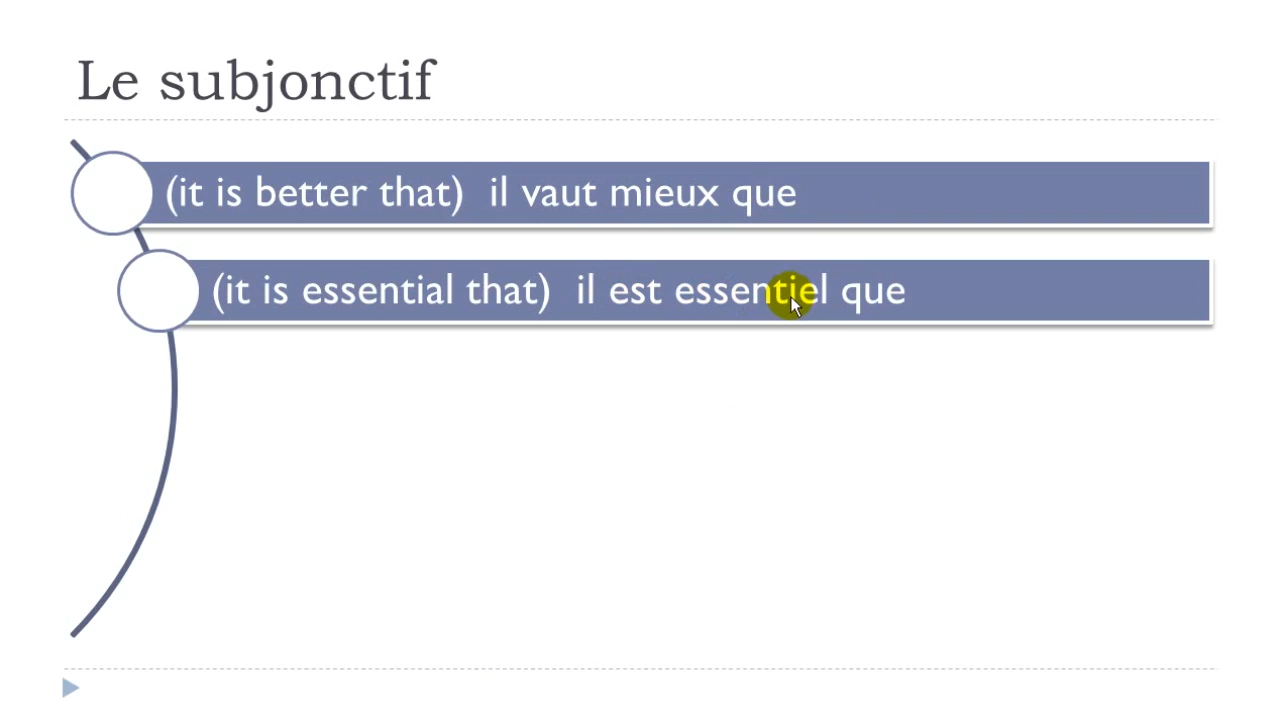 Le subjonctif
(it is better that)  il vaut mieux que
(it is essential that)  il est essentiel que